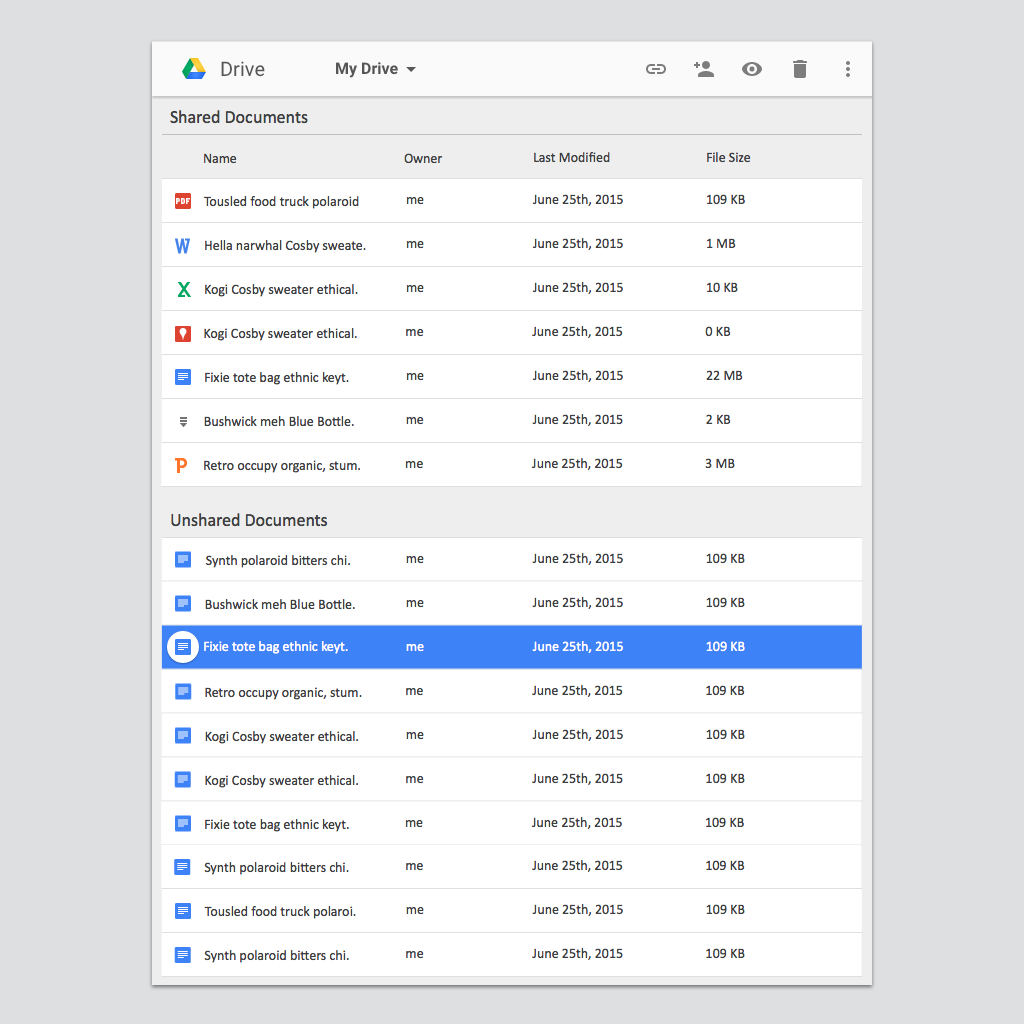 Drive My Drive
Shared Documents
Name Owner Last Modified File Size
PDF Tousled food truck polaroid me June 25th, 2015 109 KB
W Hella narwhal Cosby sweate. me June 25th, 2015 1 MB
X Kogi Cosby sweater ethical. me June 25th, 2015 10 KB
Kogi Cosby sweater ethical. me June 25th, 2015 0 KB
Fixie tote bag ethnic keyt. me June 25th, 2015 22 MB
Bushwick meh Blue Bottle. me June 25th, 2015 2 KB
P Retro occupy organic, stum. me June 25th, 2015 3 MB
Unshared Documents
Synth polaroid bitters chi. me June 25th, 2015 109 KB
Bushwick meh Blue Bottle. me June 25th, 2015 109 KB
Fixie tote bag ethnic keyt. me June 25th, 2015 109 KB
Retro occupy organic, stum. me June 25th, 2015 109 KB
Kogi Cosby sweater ethical. me June 25th, 2015 109 KB
Kogi Cosby sweater ethical. me June 25th, 2015 109 KB
Fixie tote bag ethnic keyt. me June 25th, 2015 109 KB
Synth polaroid bitters chi. me June 25th, 2015 109 KB
Tousled food truck polaroi. me June 25th, 2015 109 KB
Synth polaroid bitters chi. me June 25th, 2015 109 KB